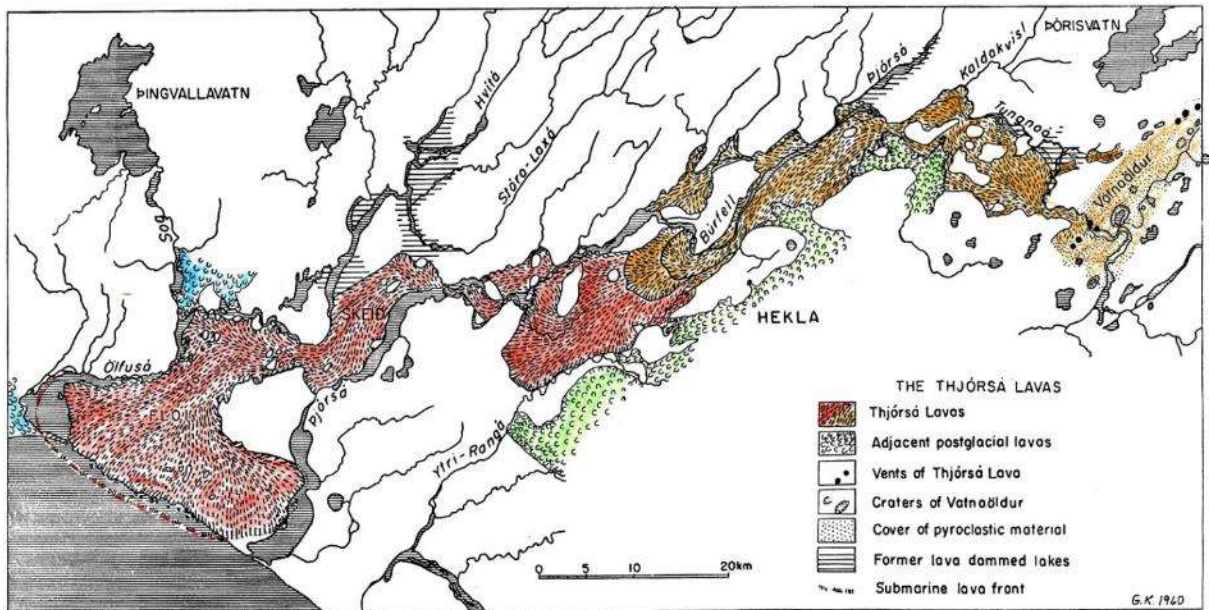 ÞÓRISVATN
ÞINGVALLAVATN
Hvítá
Þjórsá
Kaldakvísl
Stóra-Laxá
Tungnaá
Vatnaöldur
Sog
Búrfell
SKEIÐ
HEKLA
Ölfusá
Þjórsá
Ytri-Rangá
THE THJÓRSÁ LAVAS
Thjórsá Lavas
Adjacent postglacial lavas
Vents of Thjórsá Lava
Craters of Vatnaöldur
Cover of pyroclastic material
Former lava dammed lakes
Submarine lava front
0 5 10 20km
G.K. 1960